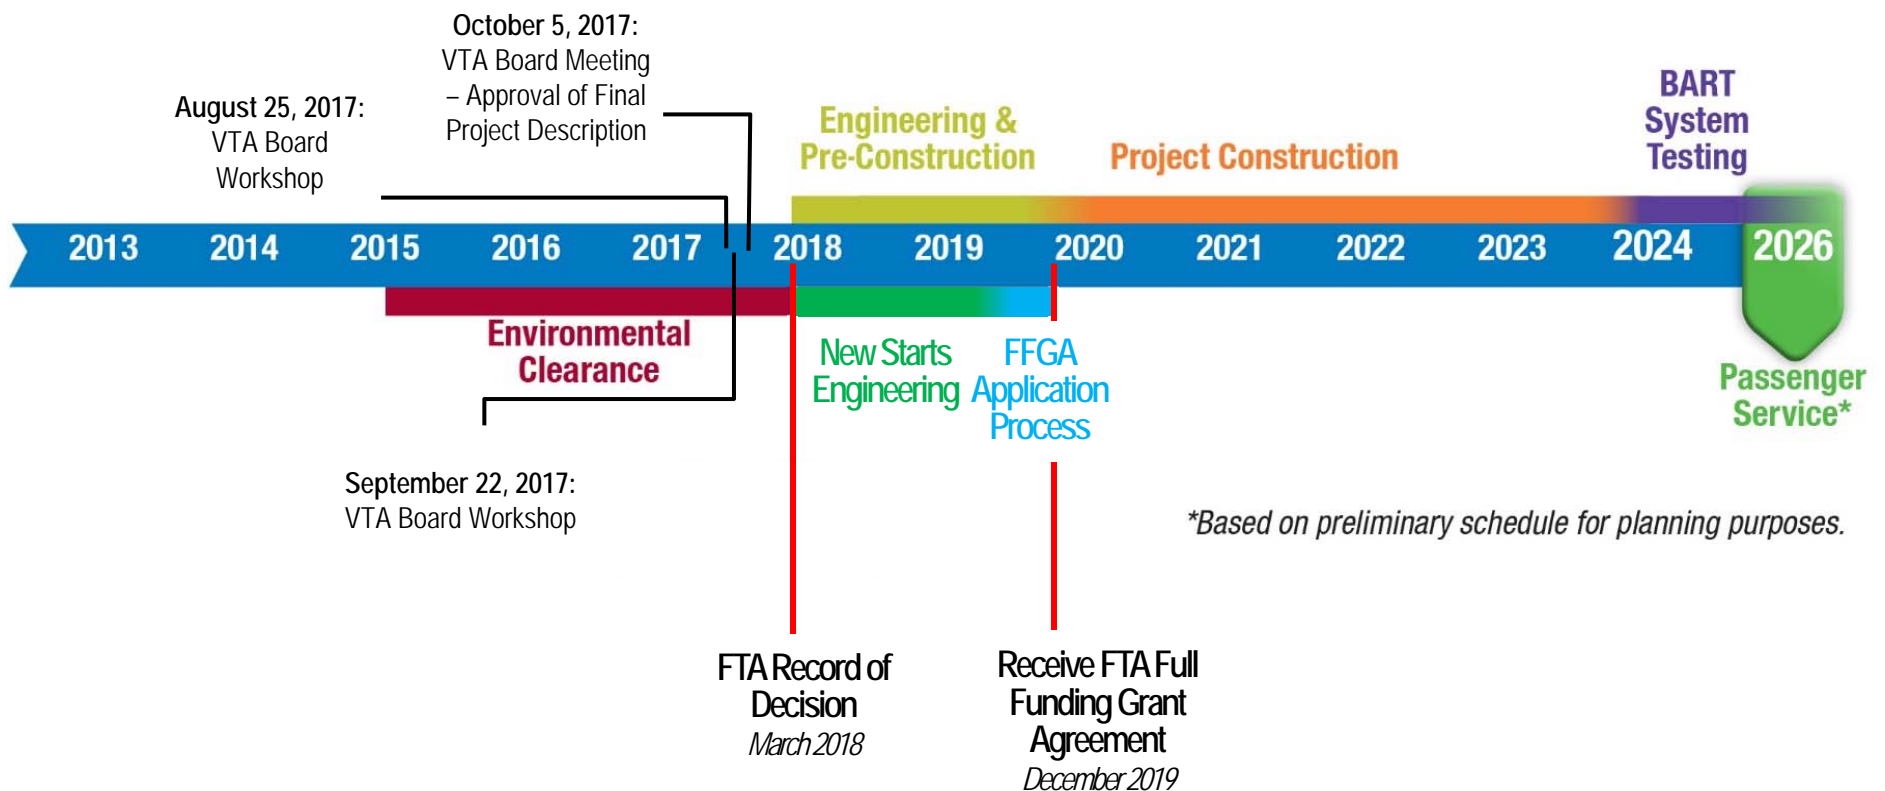 October 5, 2017:
VTA Board Meeting
– Approval of Final
Project Description
August 25, 2017:
VTA Board
Workshop
Engineering &
Pre-Construction
Project Construction
BART
System
Testing
2013 2014 2015 2016 2017 2018 2019 2020 2021 2022 2023 2024 2026
Environmental
Clearance
New Starts
Engineering
FFGA
Application
Process
Passenger
Service*
September 22, 2017:
VTA Board Workshop
*Based on preliminary schedule for planning purposes.
FTA Record of
Decision
March 2018
Receive FTA Full
Funding Grant
Agreement
December 2019